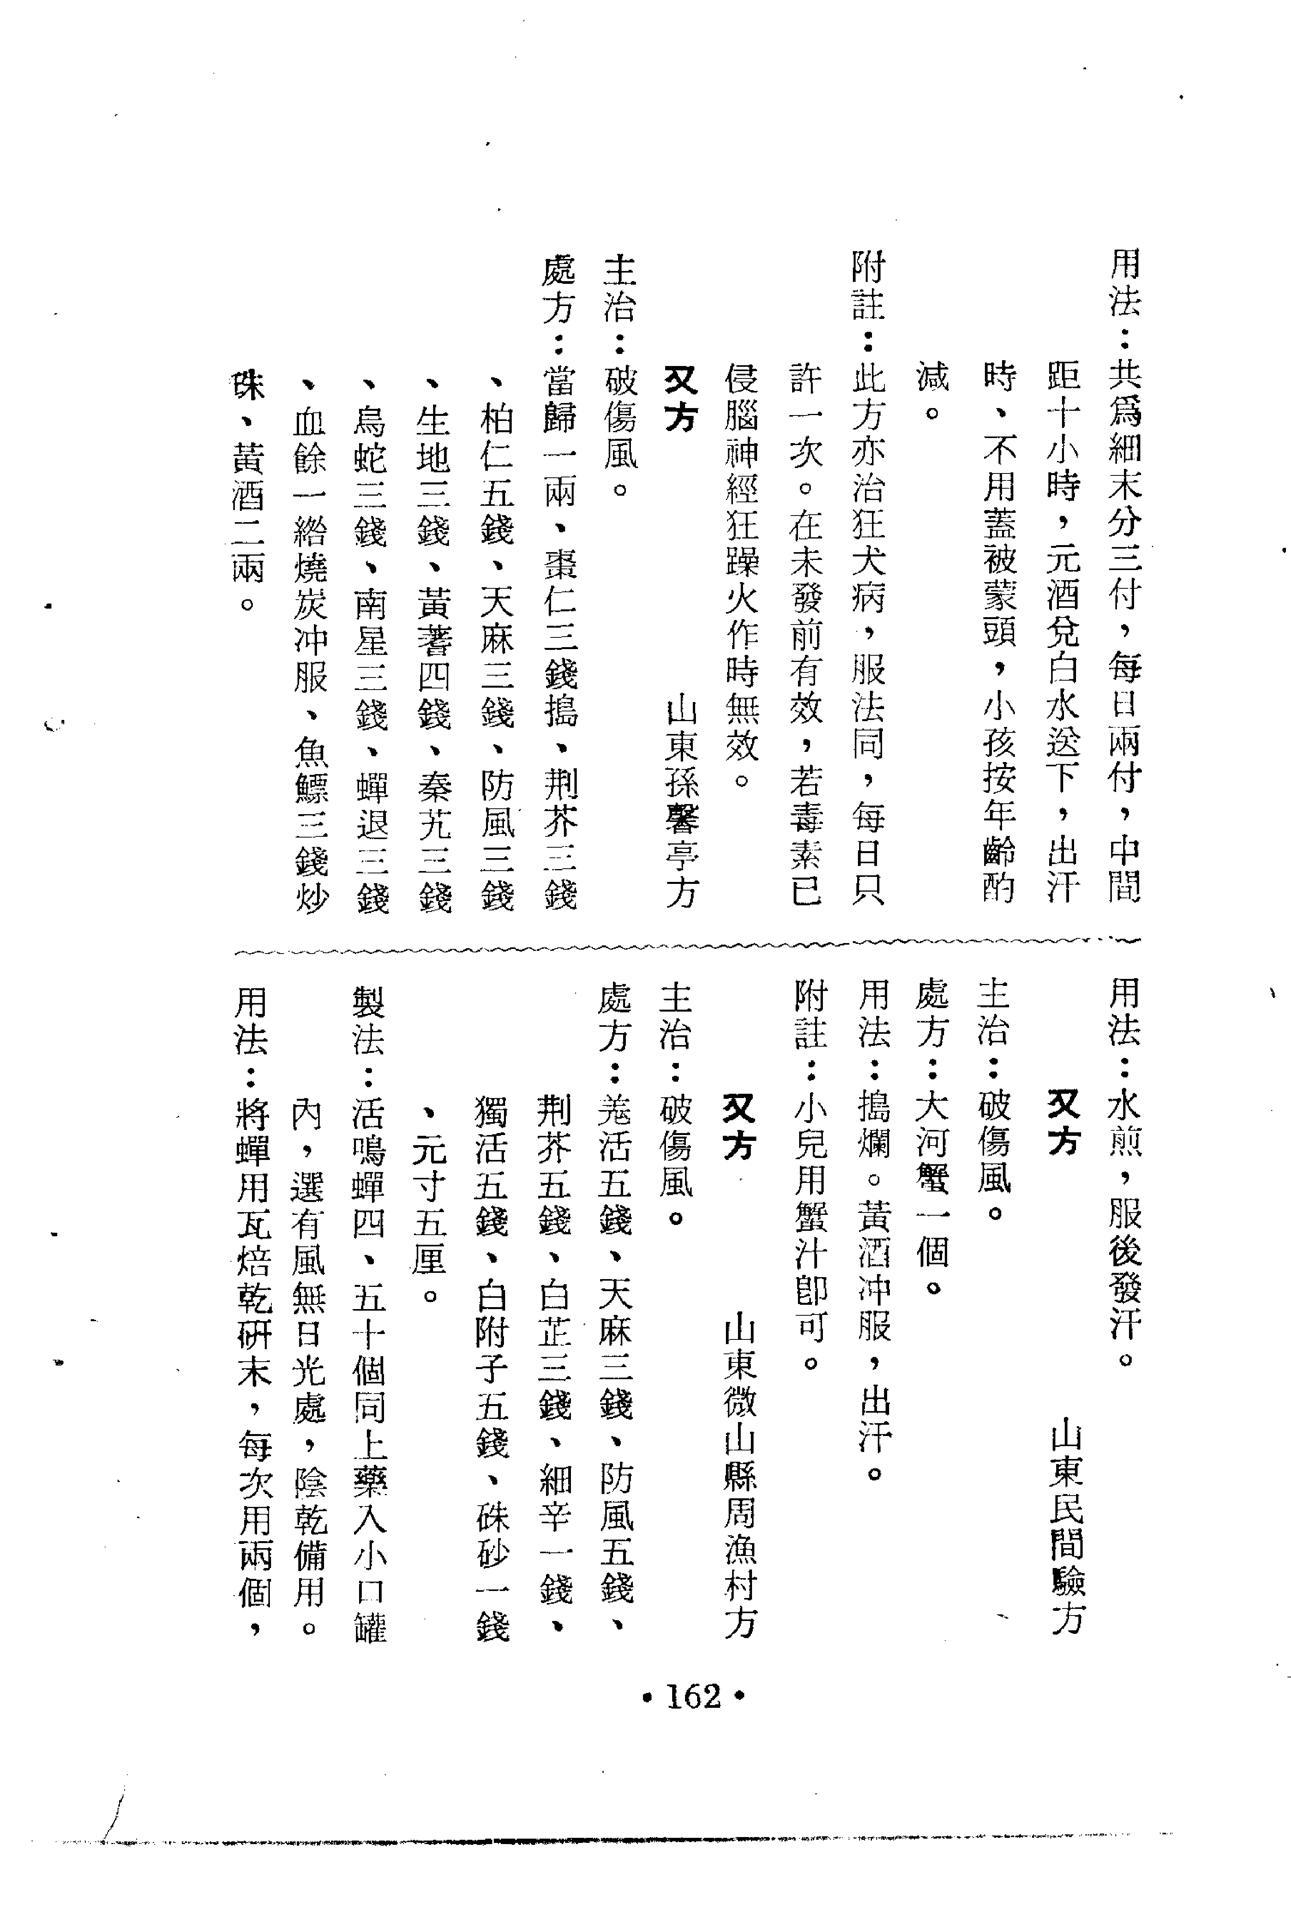 用法：共爲細末分三付，每日兩付，中間
距十小時，元酒兌白水送下，出汗
時、不用蓋被蒙頭，小孩按年齡酌
減。
附註：此方亦治狂犬病，服法同，每日只
許一次。在未發前有效，若毒素已
侵腦神經狂躁火作時無效。
又方　　山東孫馨亭方
主治：破傷風。
處方：當歸一兩、棗仁三錢搗、荆芥三錢
、柏仁五錢、天麻三錢、防風三錢
、生地三錢、黃蓍四錢、秦艽三錢
、烏蛇三錢、南星三錢、蟬退三錢
、血餘一綹燒炭冲服、魚鰾三錢炒
珠、黃酒二兩。
用法：水煎，服後發汗。
又方　　山東民間驗方
主治：破傷風。
處方：大河蟹一個。
用法：搗爛。黃酒冲服，出汗。
附註：小兒用蟹汁卽可。
又方　　山東微山縣周漁村方
主治：破傷風。
處方：羗活五錢、天麻三錢、防風五錢、
荆芥五錢、白芷三錢、細辛一錢、
獨活五錢、白附子五錢、硃砂一錢
、元寸五厘。
製法：活鳴蟬四、五十個同上藥入小口罐
內，選有風無日光處，陰乾備用。
用法：將蟬用瓦焙乾研末，每次用兩個，
• 162 •